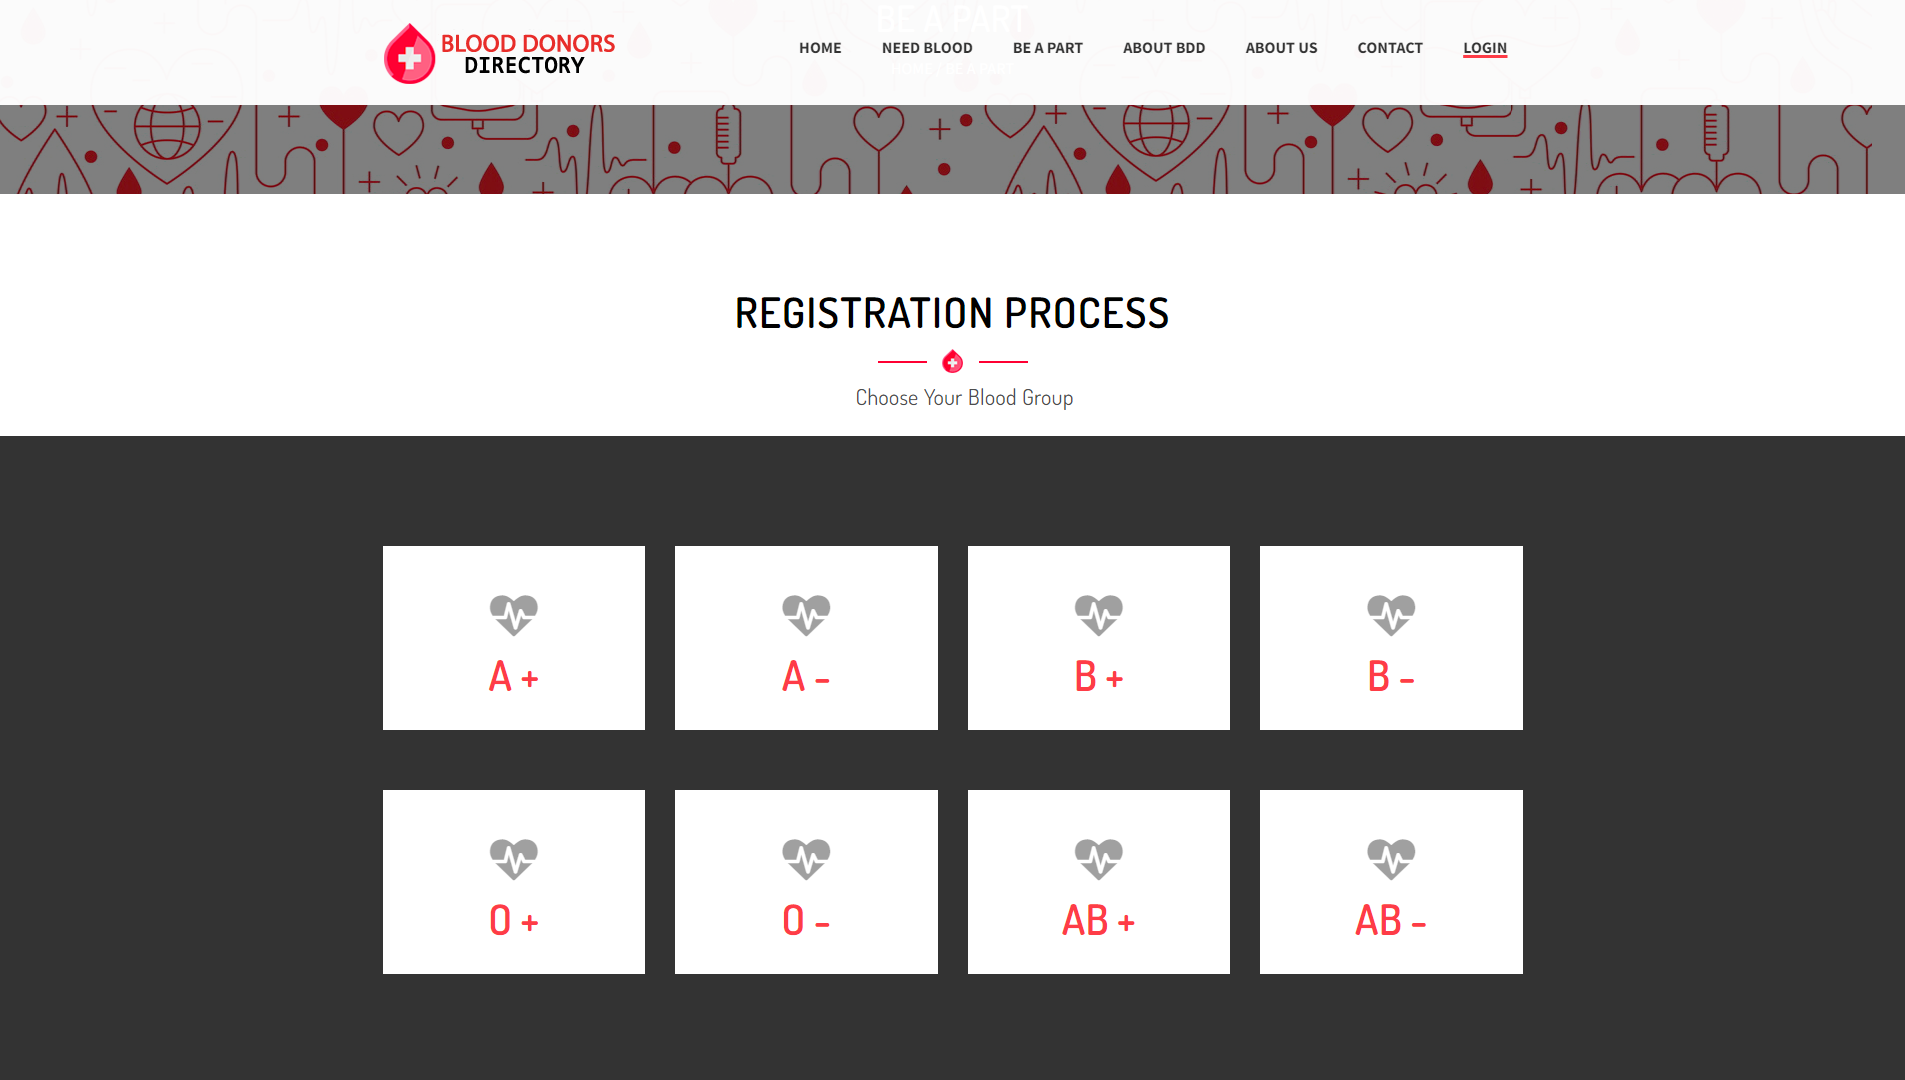 BE A PART
BLOOD DONORS
DIRECTORY
HOME
NEED BLOOD
BE A PART
ABOUT BDD
ABOUT US
CONTACT
LOGIN
REGISTRATION PROCESS
Choose Your Blood Group
A +
A -
B +
B -
O +
O -
AB +
AB -